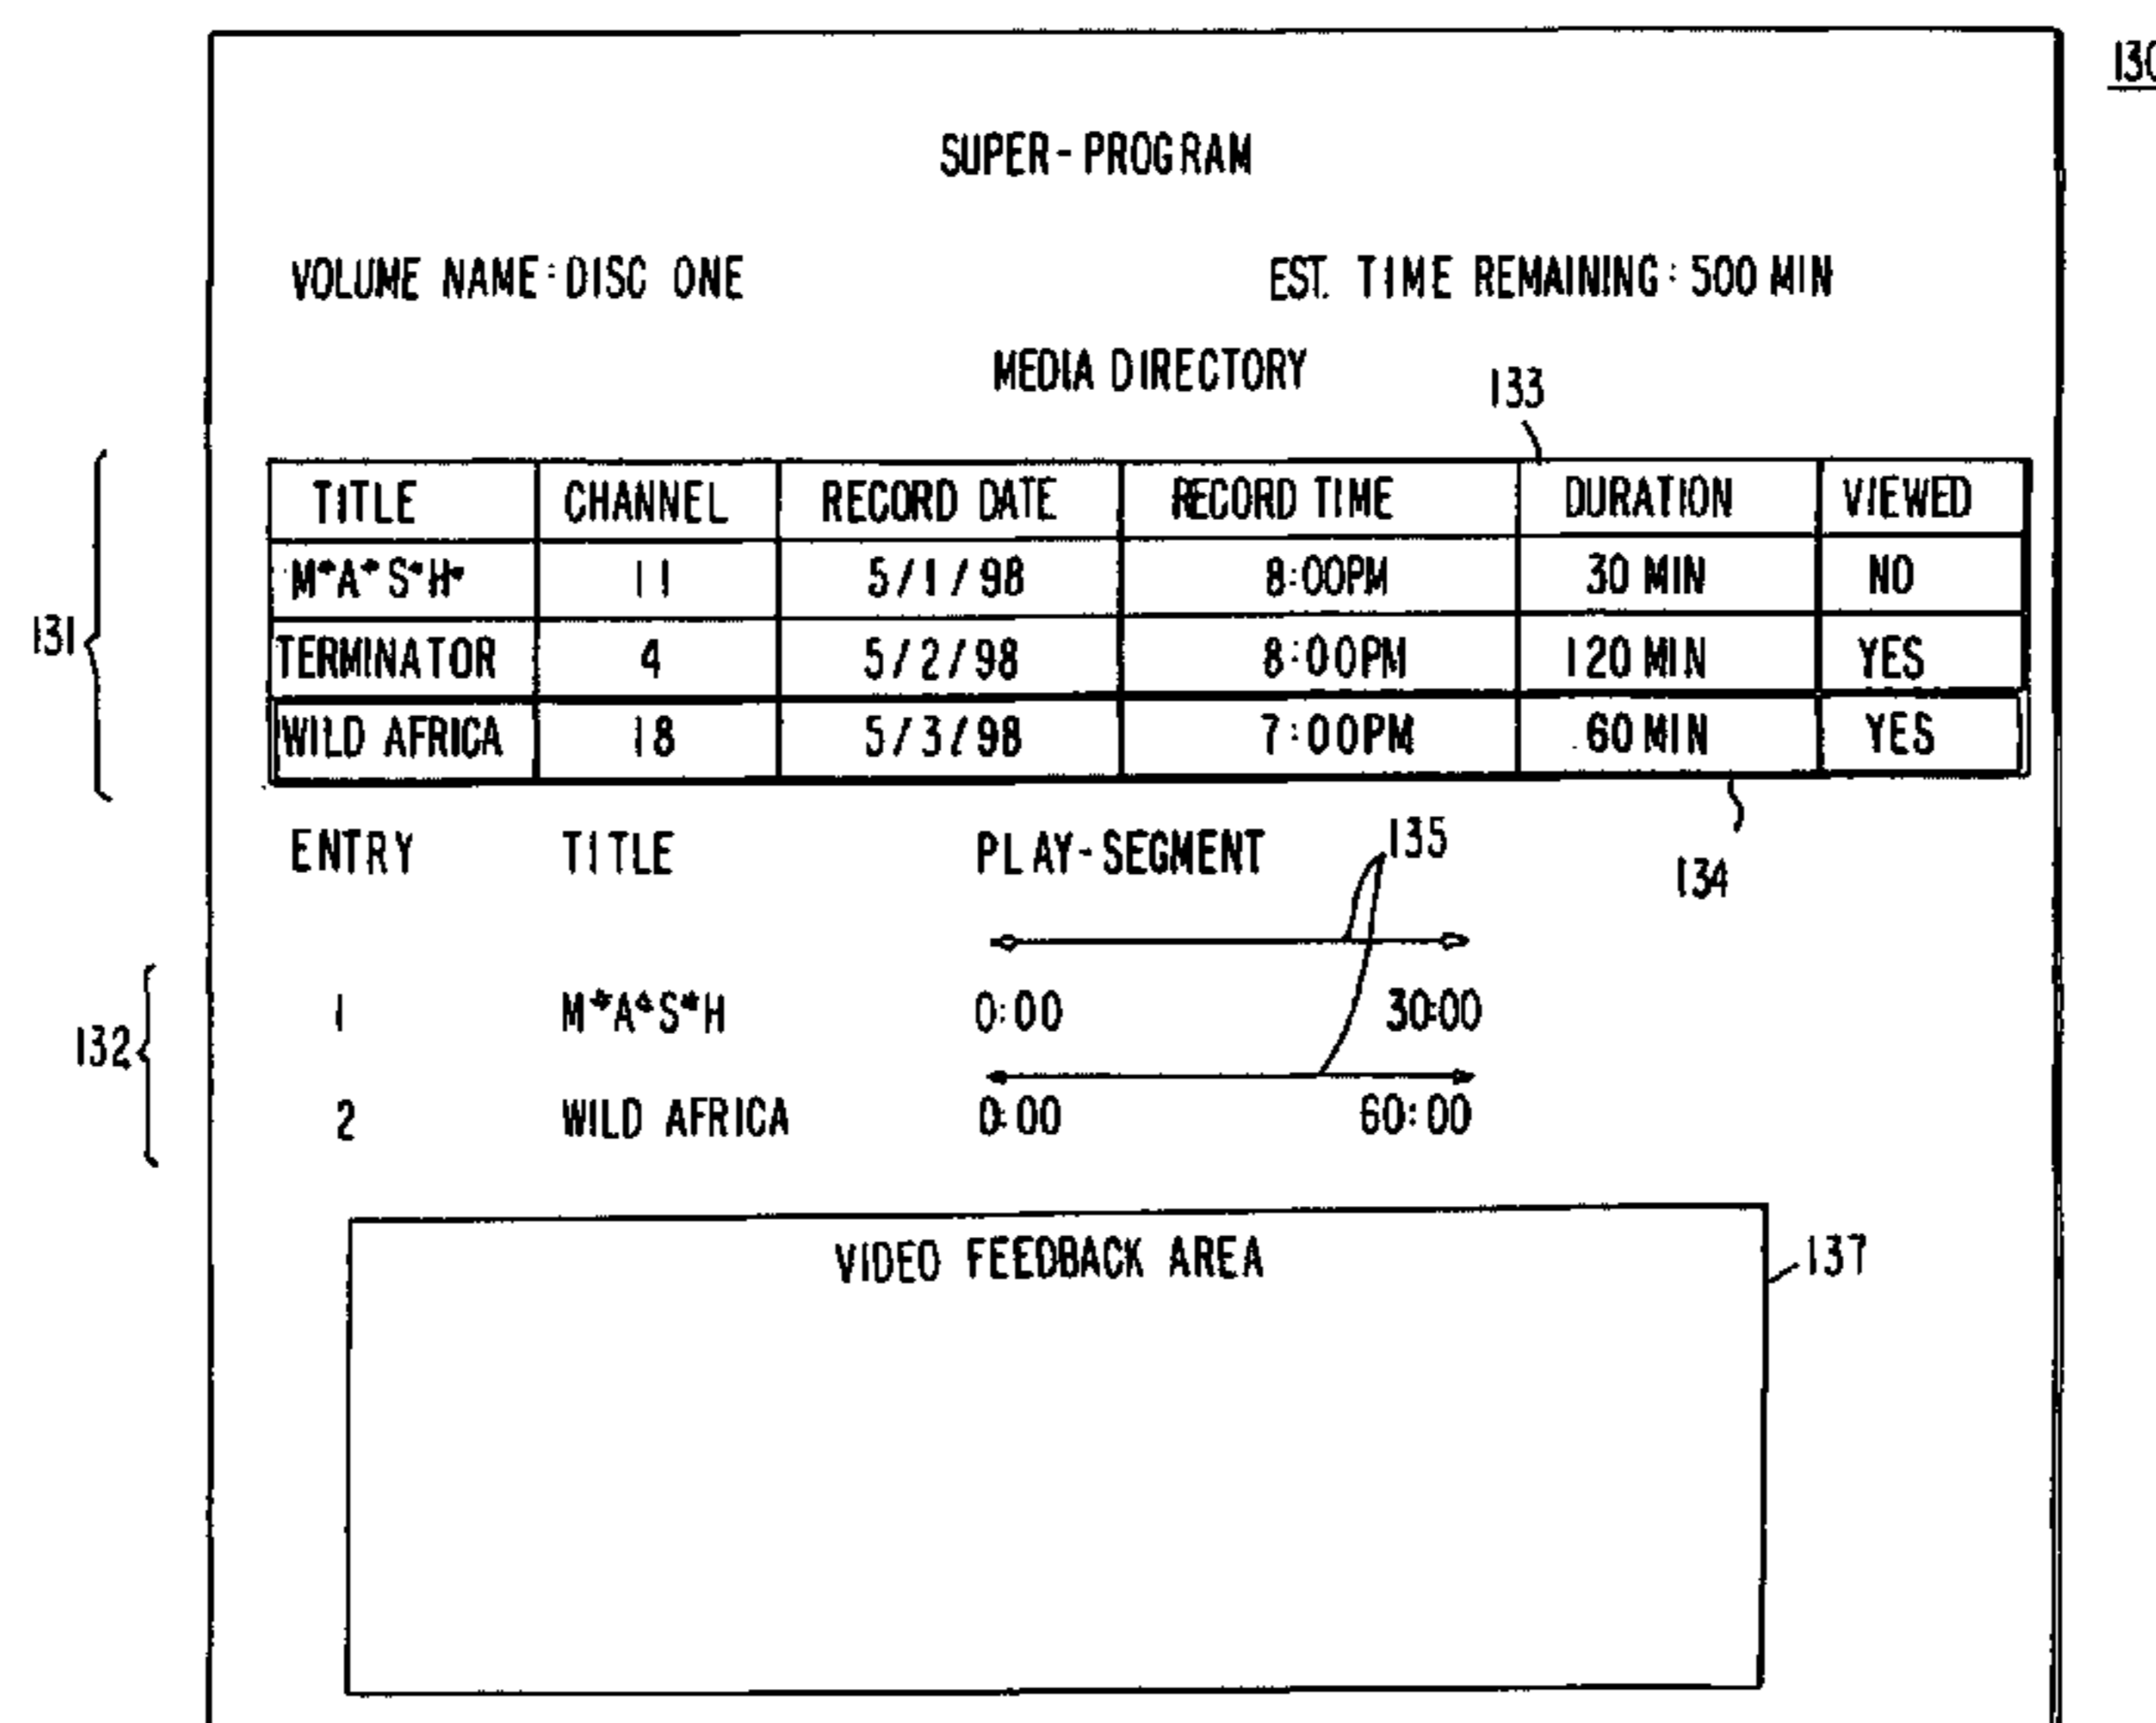 130
SUPER-PROGRAM
VOLUME NAME: DISC ONE EST. TIME REMAINING: 500 MIN
MEDIA DIRECTORY
133
TITLE CHANNEL RECORD DATE RECORD TIME DURATION VIEWED
M*A*S*H* 11 5/1/98 8:00PM 30 MIN NO
131
TERMINATOR 4 5/2/98 8:00PM 120 MIN YES
WILD AFRICA 18 5/3/98 7:00PM 60 MIN YES
ENTRY TITLE PLAY-SEGMENT 135
134
1 M*A*S*H 0:00 30:00
132
2 WILD AFRICA 0:00 60:00
VIDEO FEEDBACK AREA 137